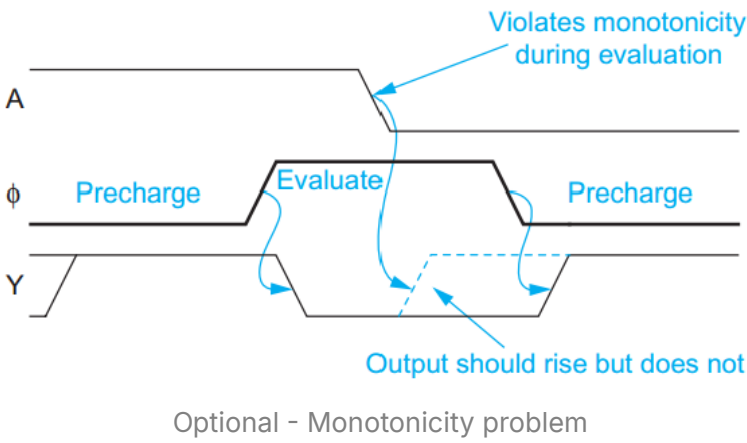 Violates monotonicity
during evaluation
A
ϕ
Precharge
Evaluate
Precharge
Y
Output should rise but does not
Optional - Monotonicity problem